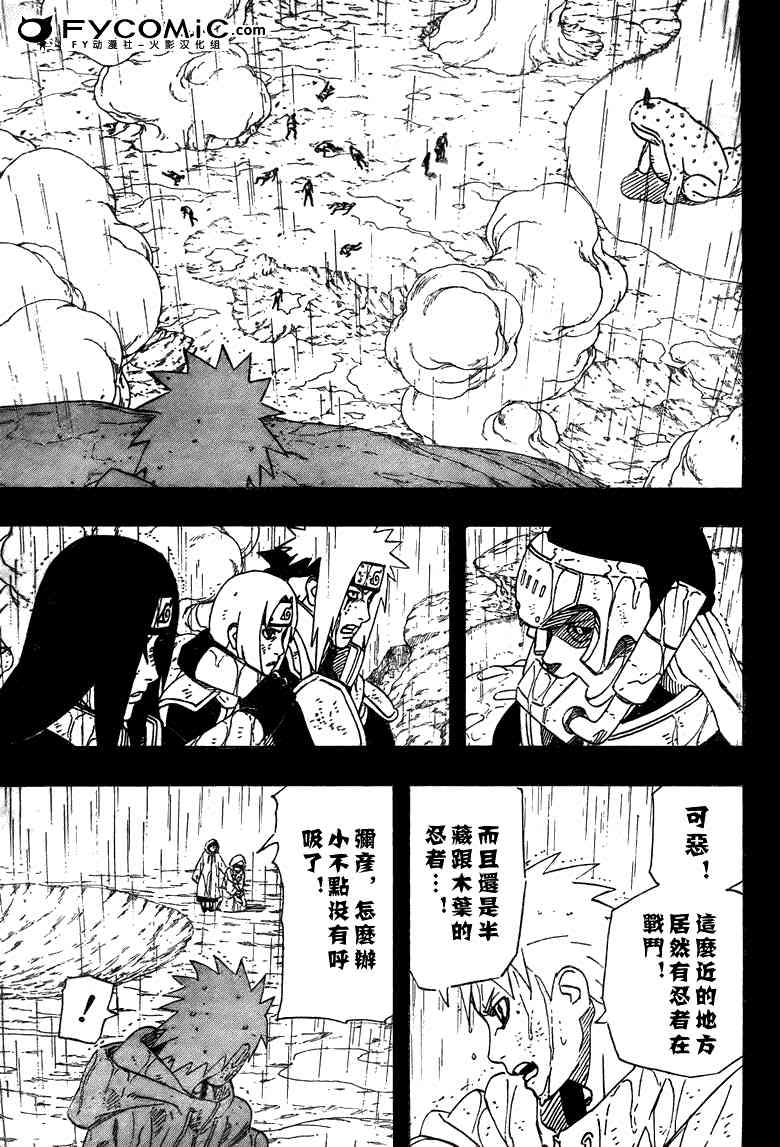 FYCOMIC.COM
FY动漫社-火影汉化组
可惡！
這麼近的地方
居然有忍者在
戰鬥！
而且還是半
藏跟木葉的
忍者…！
彌彥，怎麼辦
小不點没有呼
吸了！
！